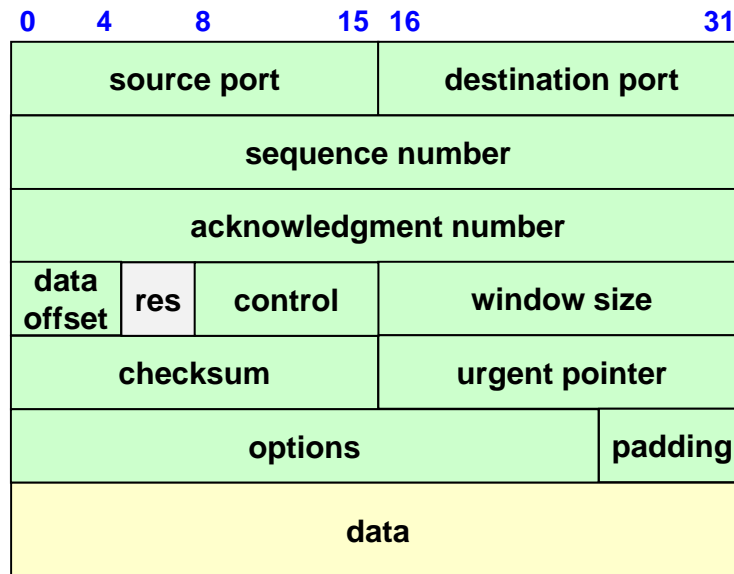 0 4 8 15 16 31
source port destination port
sequence number
acknowledgment number
data
offset res control window size
checksum urgent pointer
options padding
data